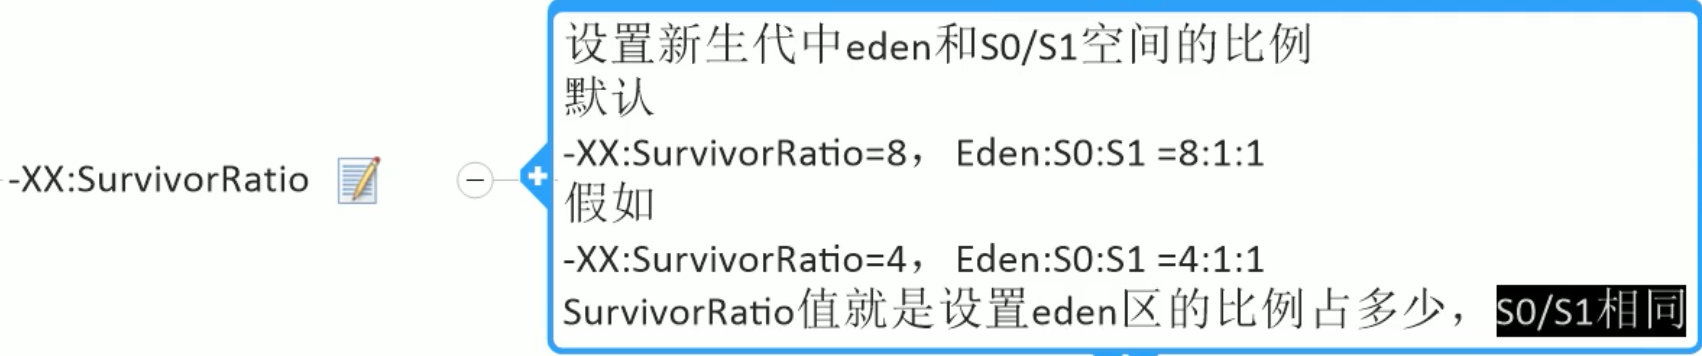 -XX:SurvivorRatio
设置新生代中eden和S0/S1空间的比例
默认
-XX:SurvivorRatio=8， Eden:S0:S1 =8:1:1
假如
-XX:SurvivorRatio=4， Eden:S0:S1 =4:1:1
SurvivorRatio值就是设置eden区的比例占多少，S0/S1相同